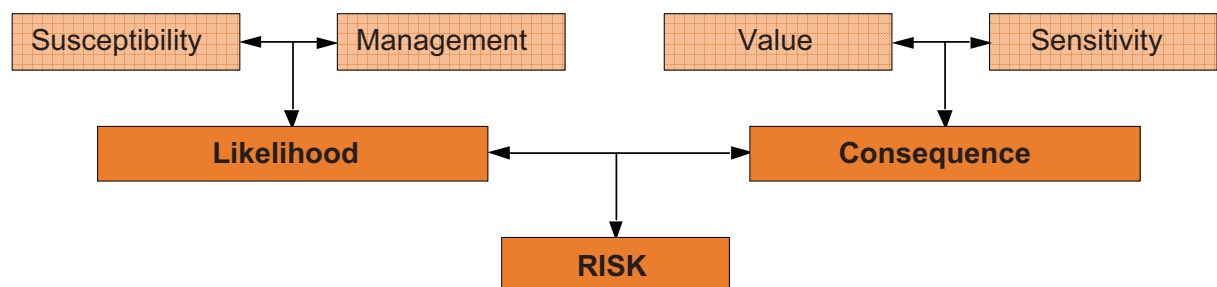 Susceptibility
Management
Value
Sensitivity
Likelihood
Consequence
RISK